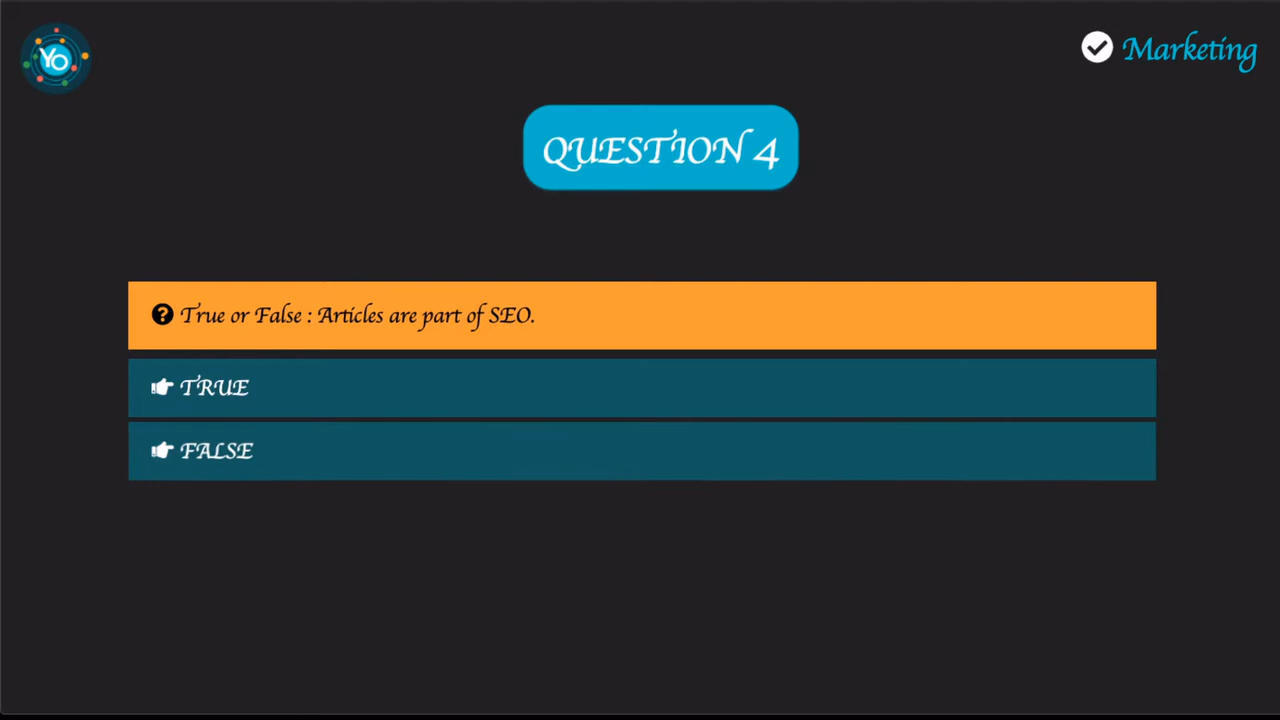 YO
Marketing
QUESTION 4
True or False : Articles are part of SEO.
TRUE
FALSE